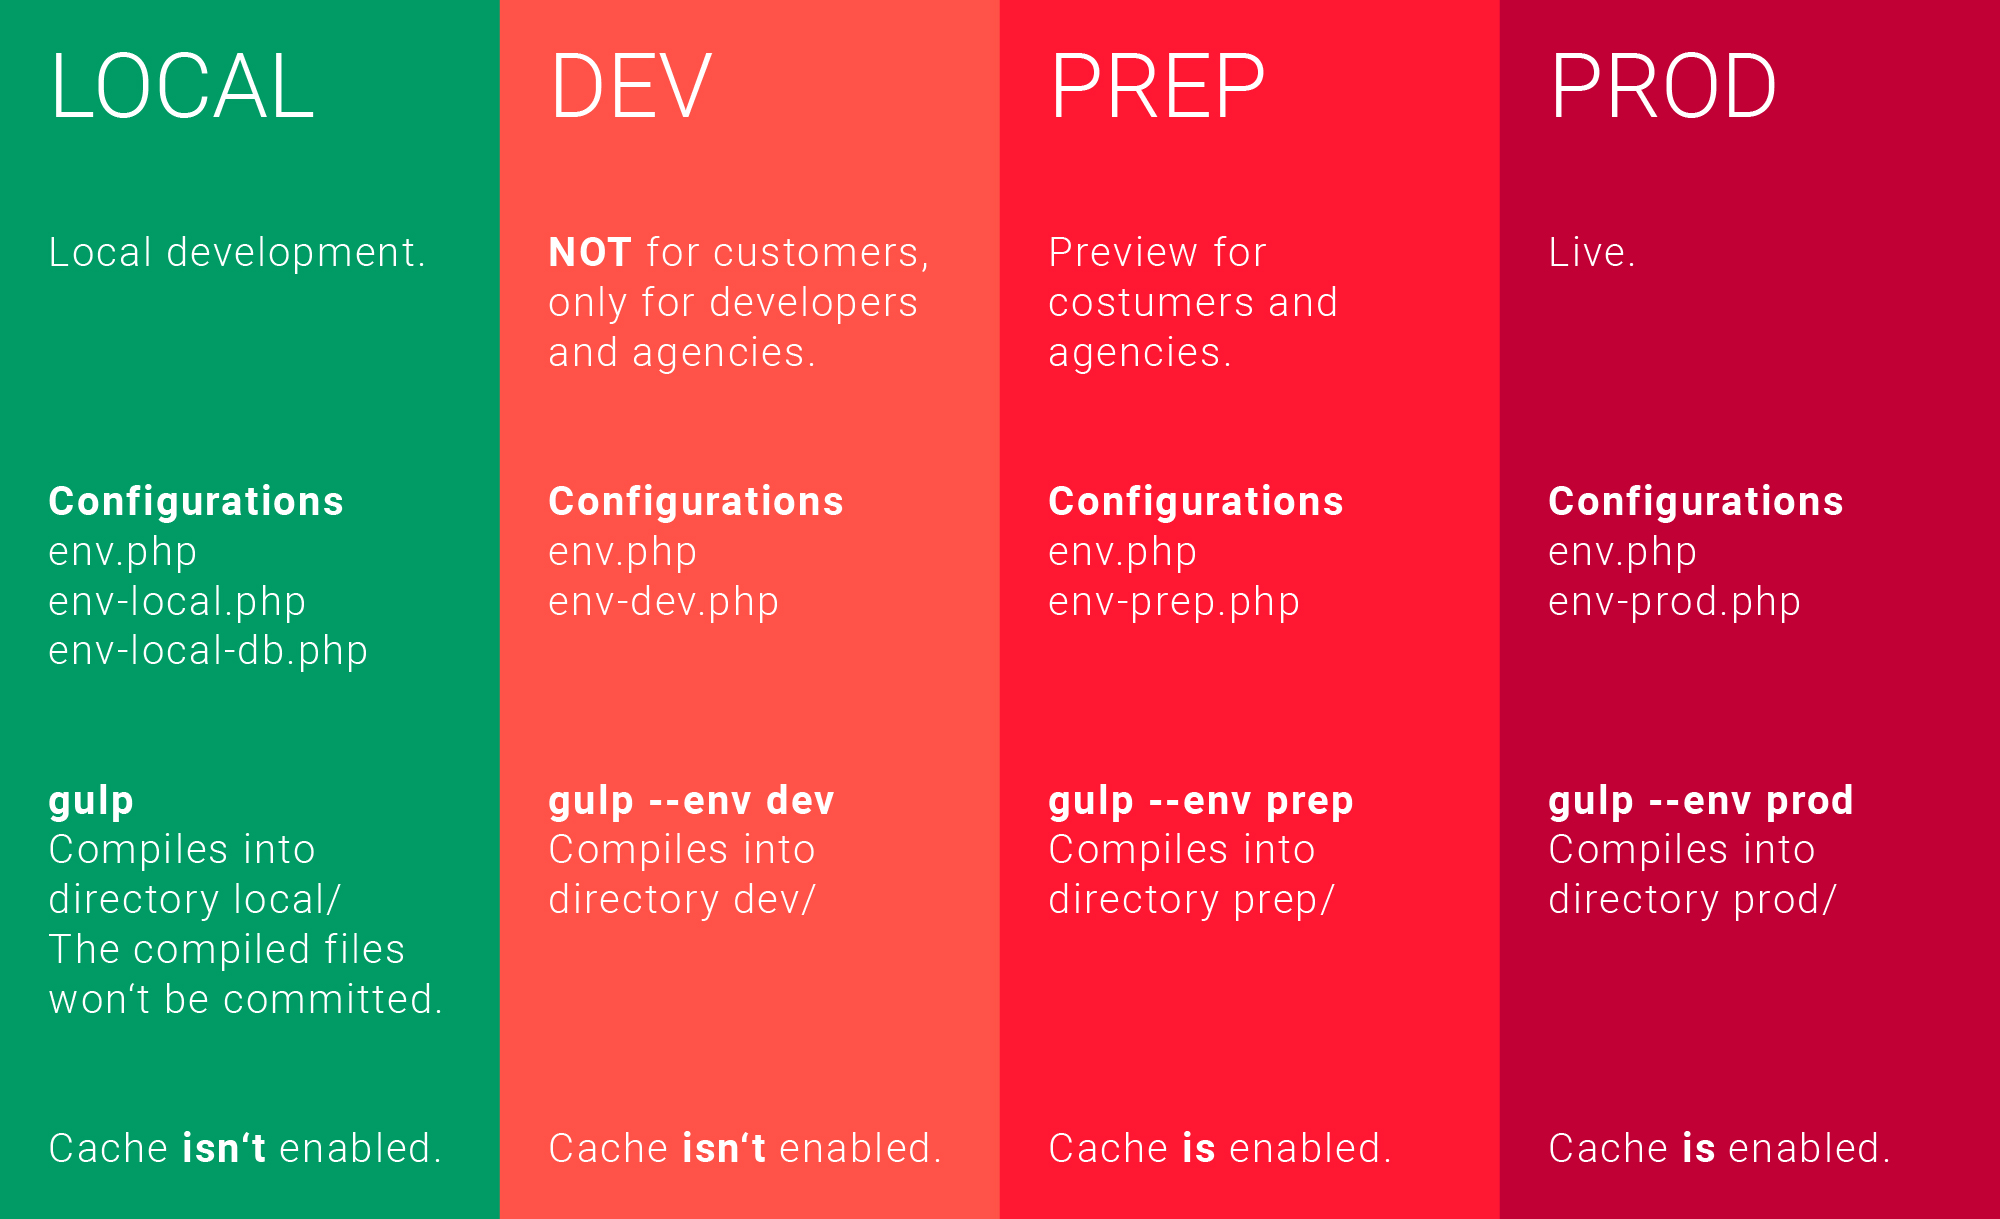 LOCAL
Local development.
Configurations
env.php
env-local.php
env-local-db.php
gulp
Compiles into
directory local/
The compiled files
won‘t be committed.
Cache isn‘t enabled.
DEV
NOT for customers,
only for developers
and agencies.
Configurations
env.php
env-dev.php
gulp --env dev
Compiles into
directory dev/
Cache isn‘t enabled.
PREP
Preview for
costumers and
agencies.
Configurations
env.php
env-prep.php
gulp --env prep
Compiles into
directory prep/
Cache is enabled.
PROD
Live.
Configurations
env.php
env-prod.php
gulp --env prod
Compiles into
directory prod/
Cache is enabled.